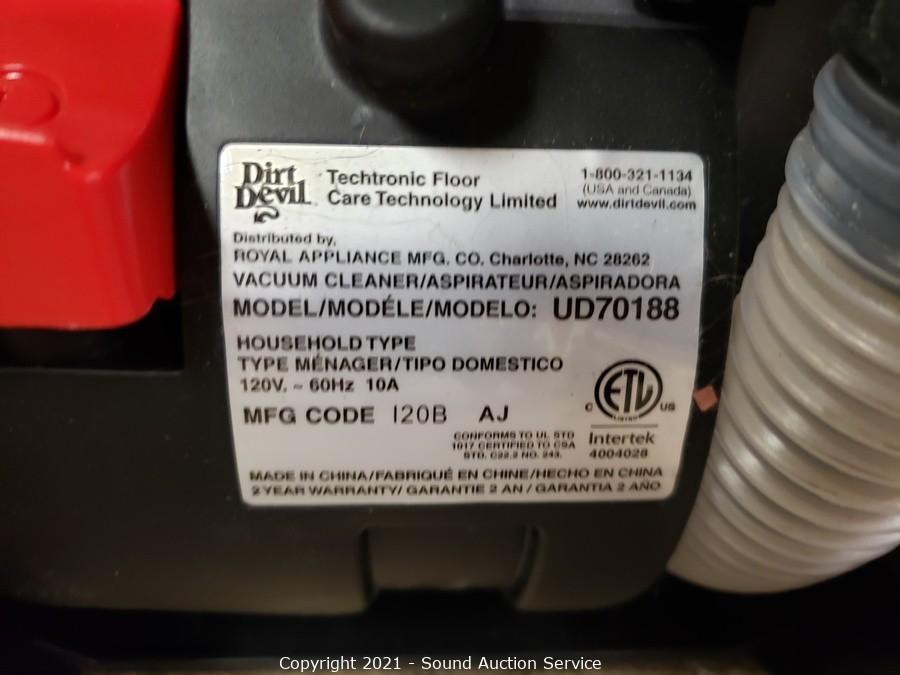 Dirt Devil
Techtronic Floor
Care Technology Limited
1-800-321-1134
(USA and Canada)
www.dirtdevil.com
Distributed by,
ROYAL APPLIANCE MFG. CO. Charlotte, NC 28262
VACUUM CLEANER/ASPIRATEUR/ASPIRADORA
MODEL/MODÉLE/MODELO: UD70188
HOUSEHOLD TYPE
TYPE MÉNAGER/TIPO DOMESTICO
120V, ~ 60Hz 10A
MFG CODE I20B AJ
C ETL US
CONFORMS TO UL STD
1017 CERTIFIED TO CSA
STD. C22.2 NO. 243.
Intertek
4004028
MADE IN CHINA/FABRIQUÉ EN CHINE/HECHO EN CHINA
2 YEAR WARRANTY/ GARANTIE 2 AN / GARANTIA 2 AÑO
Copyright 2021 - Sound Auction Service